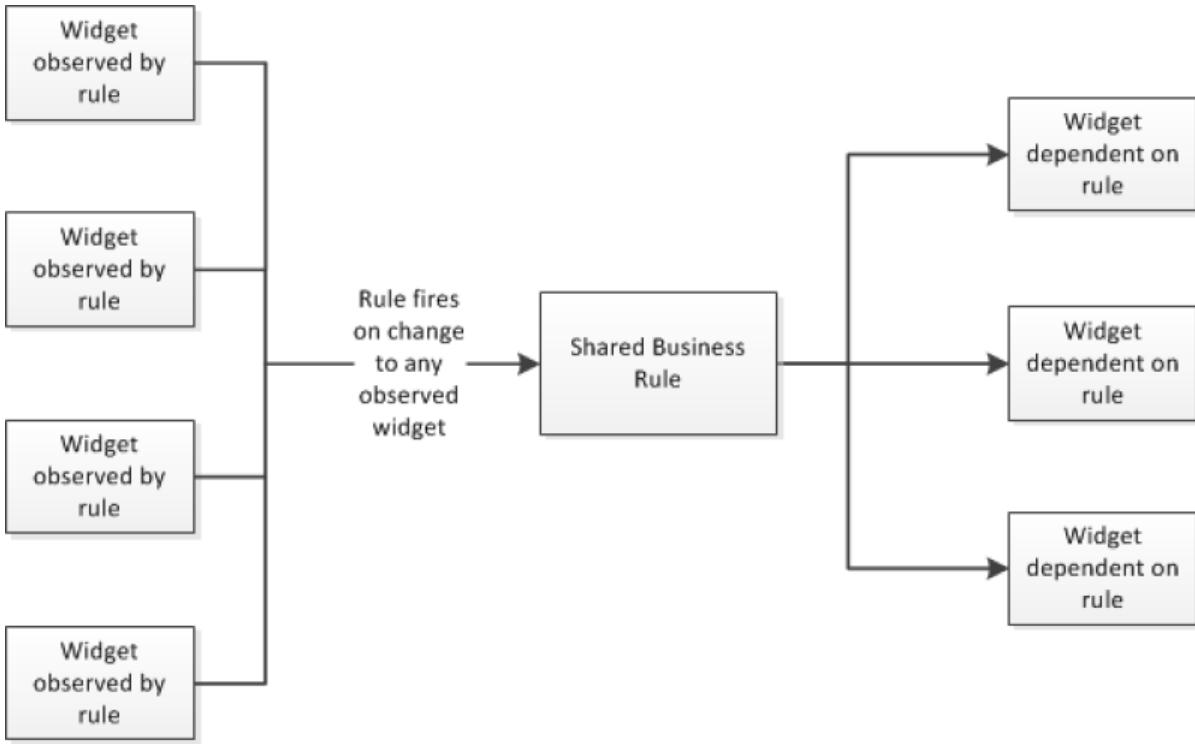 Widget
observed by
rule
Widget
observed by
rule
Widget
observed by
rule
Widget
observed by
rule
Rule fires
on change
to any
observed
widget
Shared Business
Rule
Widget
dependent on
rule
Widget
dependent on
rule
Widget
dependent on
rule